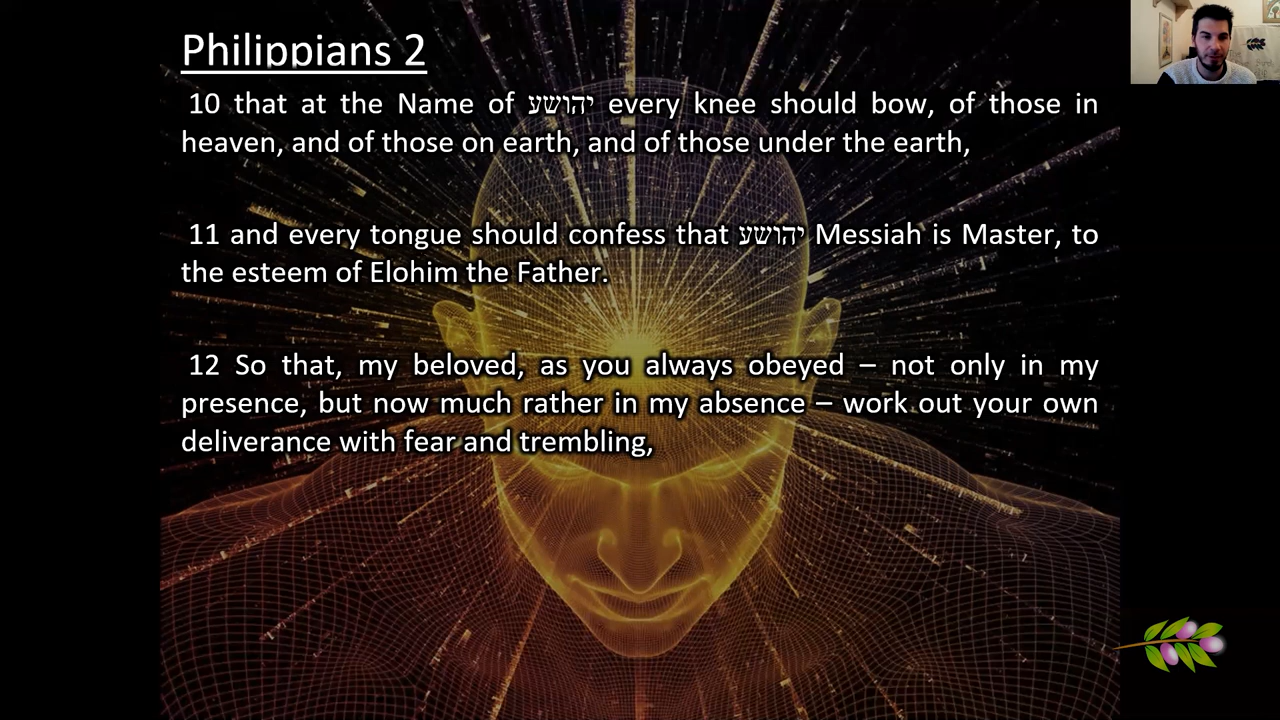 Philippians 2
10 that at the Name of יהושע every knee should bow, of those in
heaven, and of those on earth, and of those under the earth,
11 and every tongue should confess that יהושע Messiah is Master, to
the esteem of Elohim the Father.
12 So that, my beloved, as you always obeyed – not only in my
presence, but now much rather in my absence – work out your own
deliverance with fear and trembling,